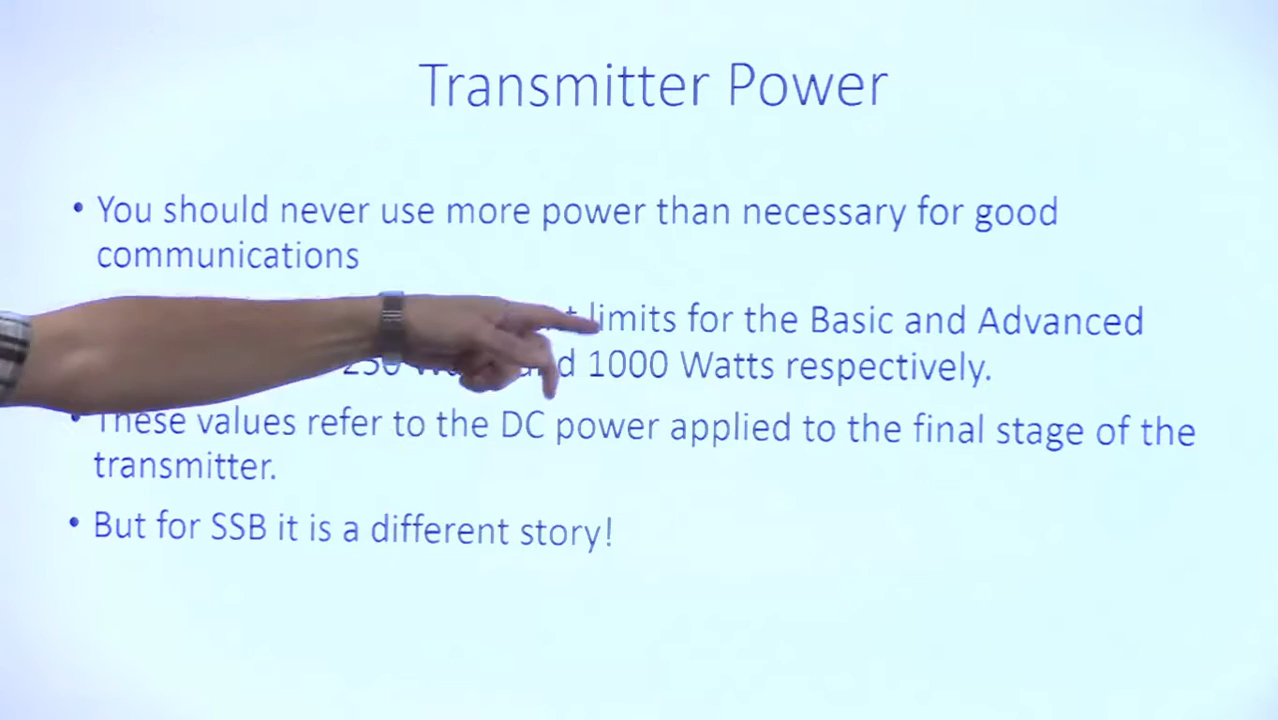 Transmitter Power
• You should never use more power than necessary for good
communications
limits for the Basic and Advanced
250 1000 Watts respectively.
• These values refer to the DC power applied to the final stage of the
transmitter.
• But for SSB it is a different story!